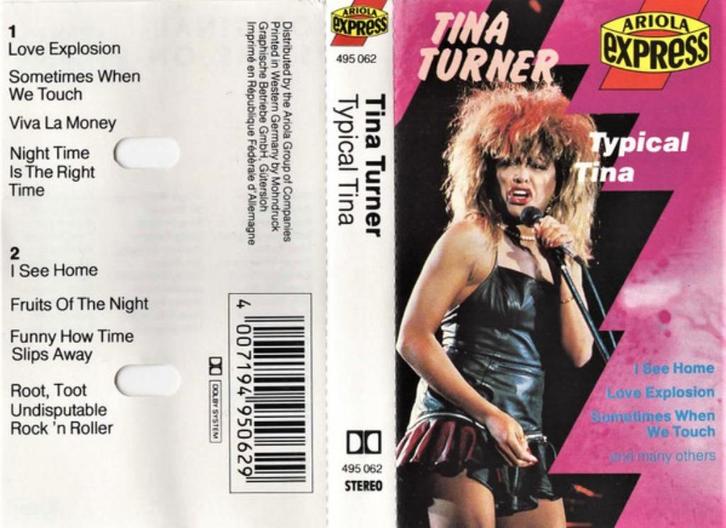 1
Love Explosion
Sometimes When
We Touch
Viva La Money
Night Time
Is The Right
Time
2
I See Home
Fruits Of The Night
Funny How Time
Slips Away
Root, Toot
Undisputable
Rock 'n Roller
Distributed by the Ariola Group of Companies
Printed in Western Germany by Mohndruck
Graphische Betriebe GmbH, Gütersloh
Imprimé en République Fédérale d'Allemagne
4 007194 950629
DOLBY SYSTEM
ARIOLA
EXPRESS
495 062
Tina Turner
Typical Tina
495 062
STEREO
TINA
TURNER
ARIOLA
EXPRESS
Typical
Tina
I See Home
Love Explosion
Sometimes When
We Touch
and many others